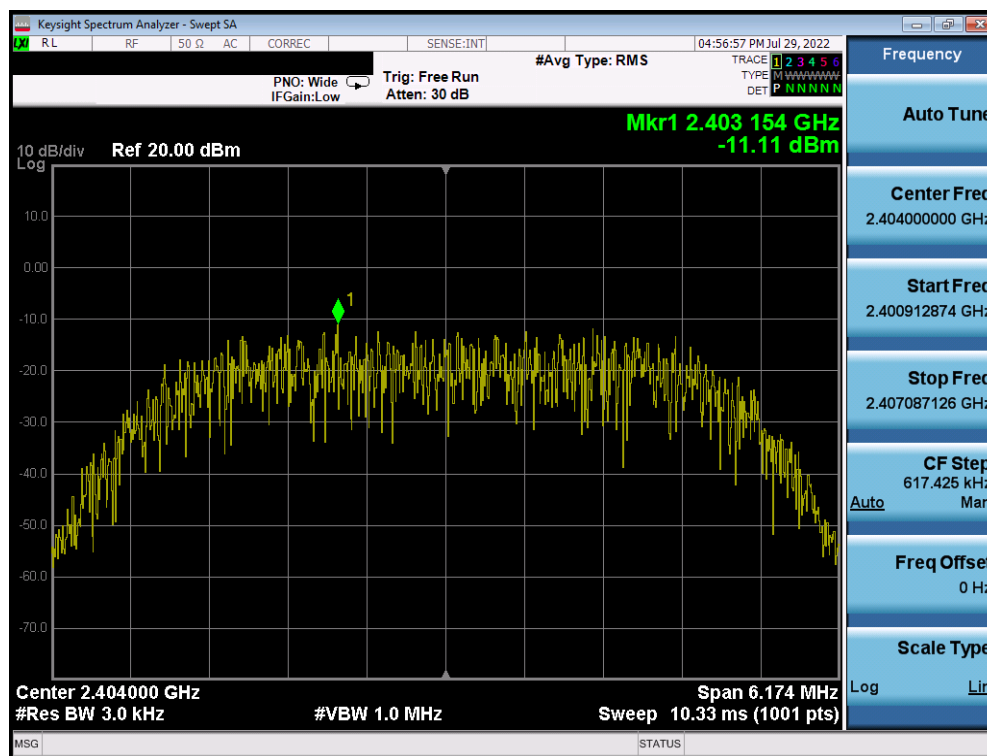 Keysight Spectrum Analyzer - Swept SA
LXI RL RF 50 Ω AC CORREC SENSE:INT 04:56:57 PM Jul 29, 2022
#Avg Type: RMS
TRACE 1 2 3 4 5 6
PNO: Wide Trig: Free Run
TYPE M WWWWW
IFGain:Low Atten: 30 dB
DET P N N N N N
Mkr1 2.403 154 GHz
-11.11 dBm
10 dB/div Ref 20.00 dBm
Log
10.0
0.00
-10.0
-20.0
-30.0
-40.0
-50.0
-60.0
-70.0
1
Center 2.404000 GHz Span 6.174 MHz
#Res BW 3.0 kHz #VBW 1.0 MHz Sweep 10.33 ms (1001 pts)
MSG STATUS
Frequency
Auto Tune
Center Freq
2.404000000 GHz
Start Freq
2.400912874 GHz
Stop Freq
2.407087126 GHz
CF Step
617.425 kHz
Auto Man
Freq Offset
0 Hz
Scale Type
Log Lin